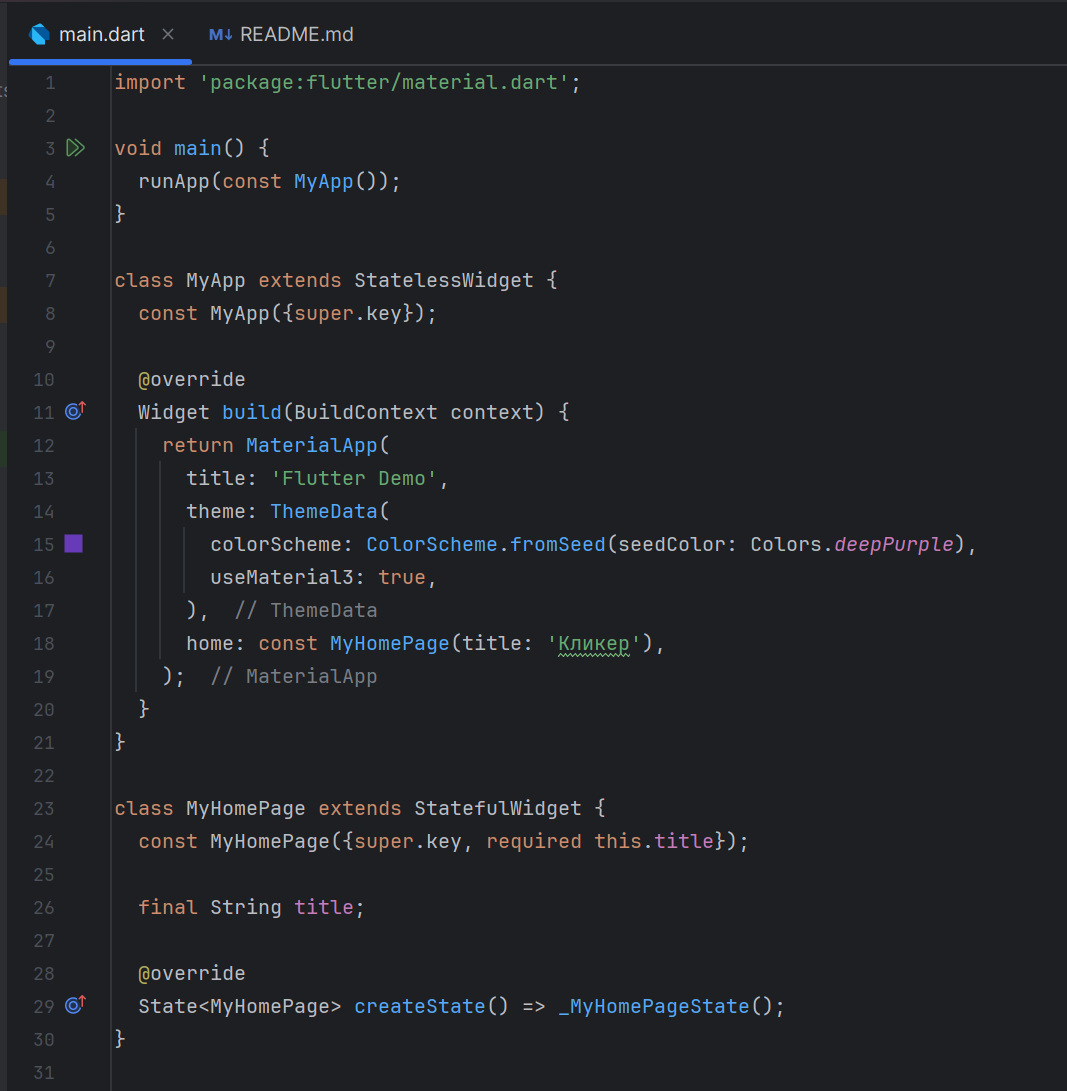 main.dart
M↓ README.md
1 import 'package:flutter/material.dart';
2
3 void main() {
4   runApp(const MyApp());
5 }
6
7 class MyApp extends StatelessWidget {
8   const MyApp({super.key});
9
10   @override
11   Widget build(BuildContext context) {
12     return MaterialApp(
13       title: 'Flutter Demo',
14       theme: ThemeData(
15         colorScheme: ColorScheme.fromSeed(seedColor: Colors.deepPurple),
16         useMaterial3: true,
17       ),  // ThemeData
18       home: const MyHomePage(title: 'Кликер'),
19     );  // MaterialApp
20   }
21 }
22
23 class MyHomePage extends StatefulWidget {
24   const MyHomePage({super.key, required this.title});
25
26   final String title;
27
28   @override
29   State<MyHomePage> createState() => _MyHomePageState();
30 }
31